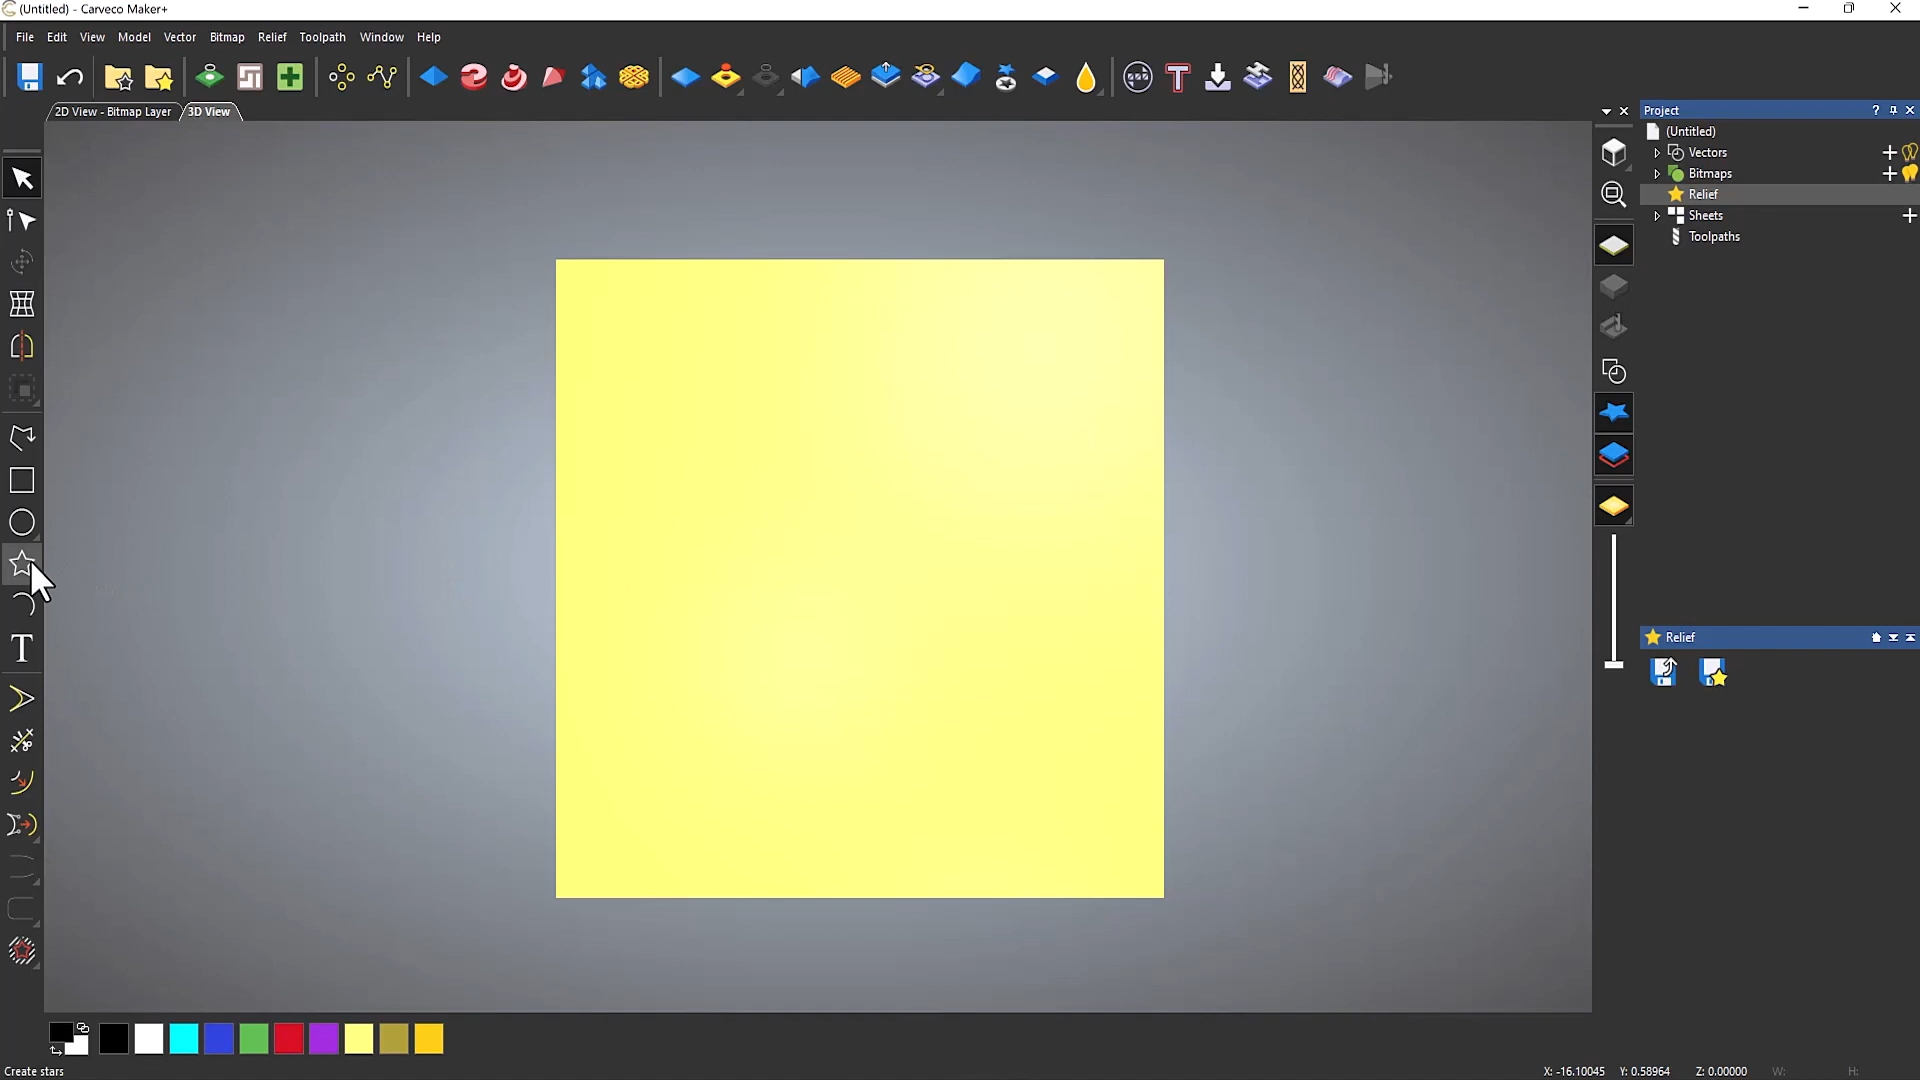 (Untitled) - Carveco Maker+
File Edit View Model Vector Bitmap Relief Toolpath Window Help
2D View - Bitmap Layer 3D View
Project
(Untitled)
Vectors
Bitmaps
Relief
Sheets
Toolpaths
Relief
Create stars
X: -16.10045 Y: 0.58964 Z: 0.00000 W: H: